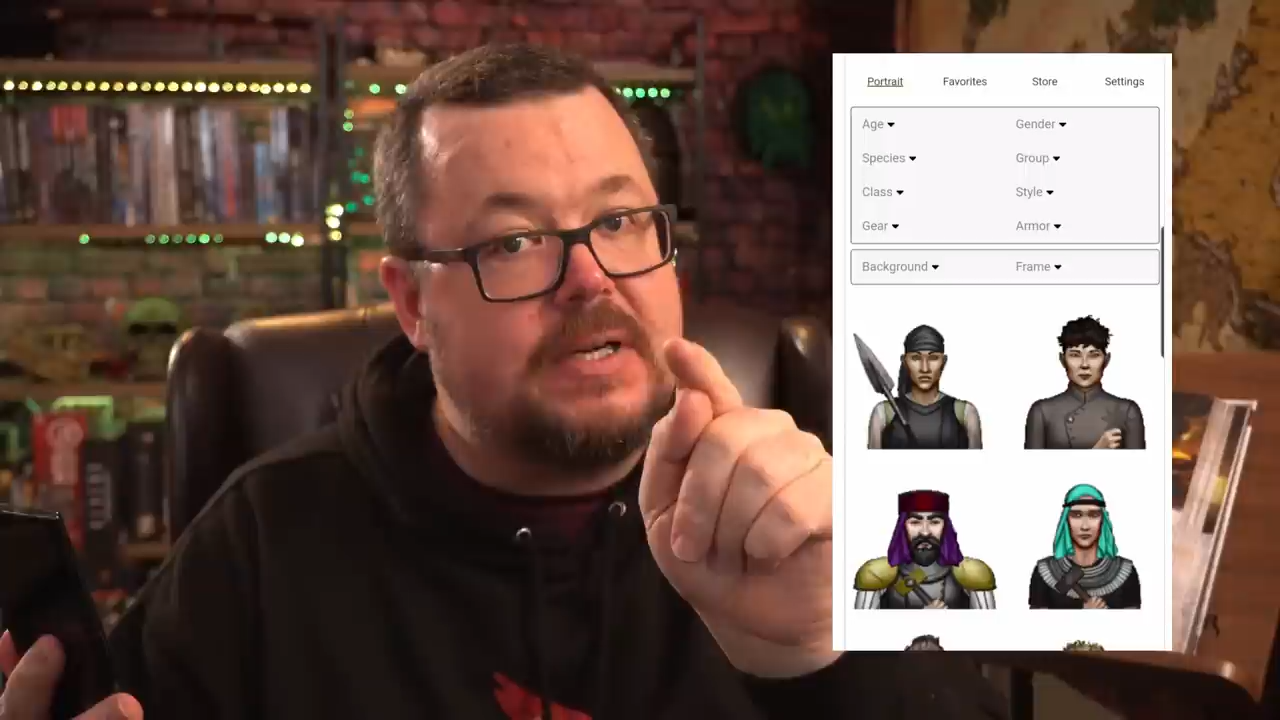 Portrait Favorites Store Settings
Age Gender
Species Group
Class Style
Gear Armor
Background Frame